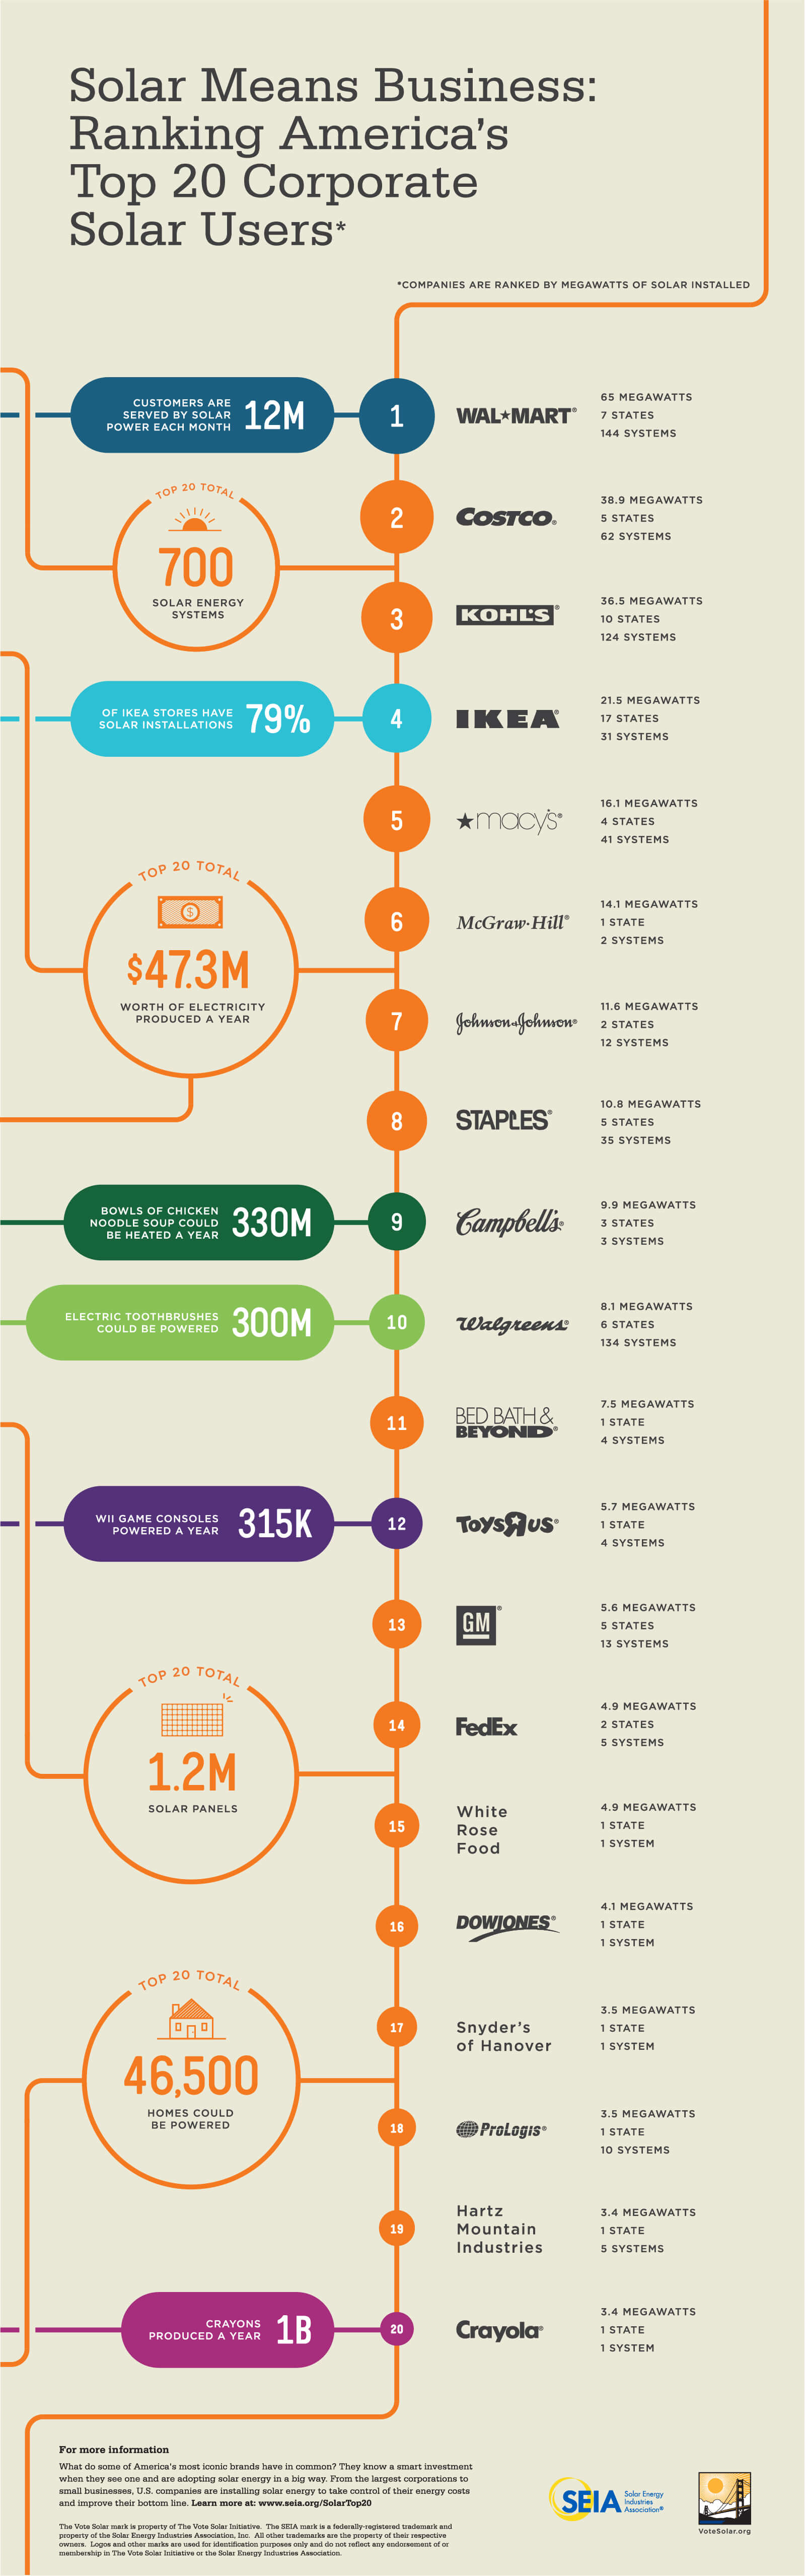 Solar Means Business:
Ranking America's
Top 20 Corporate
Solar Users*
*COMPANIES ARE RANKED BY MEGAWATTS OF SOLAR INSTALLED
CUSTOMERS ARE
SERVED BY SOLAR
POWER EACH MONTH
12M
1
WAL★MART®
65 MEGAWATTS
7 STATES
144 SYSTEMS
TOP 20 TOTAL
700
SOLAR ENERGY
SYSTEMS
2
COSTCO®
38.9 MEGAWATTS
5 STATES
62 SYSTEMS
3
KOHL'S®
36.5 MEGAWATTS
10 STATES
124 SYSTEMS
OF IKEA STORES HAVE
SOLAR INSTALLATIONS
79%
4
IKEA®
21.5 MEGAWATTS
17 STATES
31 SYSTEMS
5
★macy's®
16.1 MEGAWATTS
4 STATES
41 SYSTEMS
TOP 20 TOTAL
$
$47.3M
WORTH OF ELECTRICITY
PRODUCED A YEAR
6
McGraw·Hill®
14.1 MEGAWATTS
1 STATE
2 SYSTEMS
7
Johnson&Johnson®
11.6 MEGAWATTS
2 STATES
12 SYSTEMS
8
STAPLES®
10.8 MEGAWATTS
5 STATES
35 SYSTEMS
BOWLS OF CHICKEN
NOODLE SOUP COULD
BE HEATED A YEAR
330M
9
Campbell's®
9.9 MEGAWATTS
3 STATES
3 SYSTEMS
ELECTRIC TOOTHBRUSHES
COULD BE POWERED
300M
10
Walgreens®
8.1 MEGAWATTS
6 STATES
134 SYSTEMS
11
BED BATH &
BEYOND®
7.5 MEGAWATTS
1 STATE
4 SYSTEMS
WII GAME CONSOLES
POWERED A YEAR
315K
12
ToysRus®
5.7 MEGAWATTS
1 STATE
4 SYSTEMS
13
GM®
5.6 MEGAWATTS
5 STATES
13 SYSTEMS
TOP 20 TOTAL
1.2M
SOLAR PANELS
14
FedEx
4.9 MEGAWATTS
2 STATES
5 SYSTEMS
15
White
Rose
Food
4.9 MEGAWATTS
1 STATE
1 SYSTEM
16
DOWJONES®
4.1 MEGAWATTS
1 STATE
1 SYSTEM
TOP 20 TOTAL
46,500
HOMES COULD
BE POWERED
17
Snyder's
of Hanover
3.5 MEGAWATTS
1 STATE
1 SYSTEM
18
ProLogis®
3.5 MEGAWATTS
1 STATE
10 SYSTEMS
19
Hartz
Mountain
Industries
3.4 MEGAWATTS
1 STATE
5 SYSTEMS
CRAYONS
PRODUCED A YEAR
1B
20
Crayola®
3.4 MEGAWATTS
1 STATE
1 SYSTEM
For more information
What do some of America's most iconic brands have in common? They know a smart investment
when they see one and are adopting solar energy in a big way. From the largest corporations to
small businesses, U.S. companies are installing solar energy to take control of their energy costs
and improve their bottom line. Learn more at: www.seia.org/SolarTop20
The Vote Solar mark is property of The Vote Solar Initiative. The SEIA mark is a federally-registered trademark and
property of the Solar Energy Industries Association, Inc. All other trademarks are the property of their respective
owners. Logos and other marks are used for identification purposes only and do not reflect any endorsement of or
membership in The Vote Solar Initiative or the Solar Energy Industries Association.
SEIA
Solar Energy
Industries
Association®
VoteSolar.org